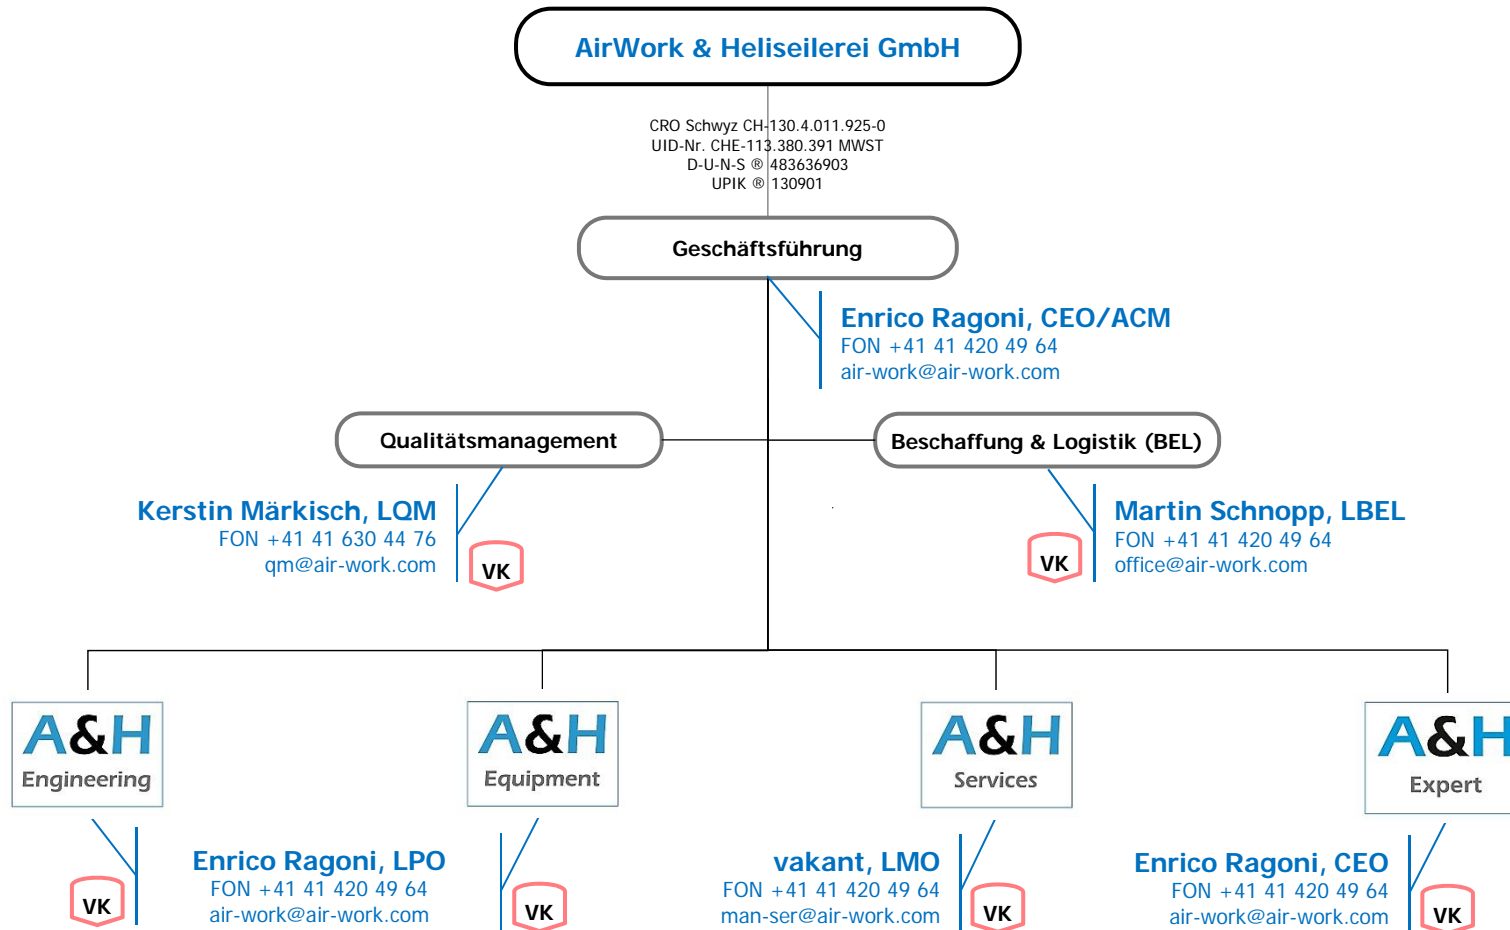 AirWork & Heliseilerei GmbH
CRO Schwyz CH-130.4.011.925-0
UID-Nr. CHE-113.380.391 MWST
D-U-N-S ® 483636903
UPIK ® 130901
Geschäftsführung
Enrico Ragoni, CEO/ACM
FON +41 41 420 49 64
air-work@air-work.com
Qualitätsmanagement
Beschaffung & Logistik (BEL)
Kerstin Märkisch, LQM
FON +41 41 630 44 76
qm@air-work.com
VK
Martin Schnopp, LBEL
FON +41 41 420 49 64
office@air-work.com
VK
A&H
Engineering
A&H
Equipment
A&H
Services
A&H
Expert
VK
Enrico Ragoni, LPO
FON +41 41 420 49 64
air-work@air-work.com
VK
vakant, LMO
FON +41 41 420 49 64
man-ser@air-work.com
VK
Enrico Ragoni, CEO
FON +41 41 420 49 64
air-work@air-work.com
VK